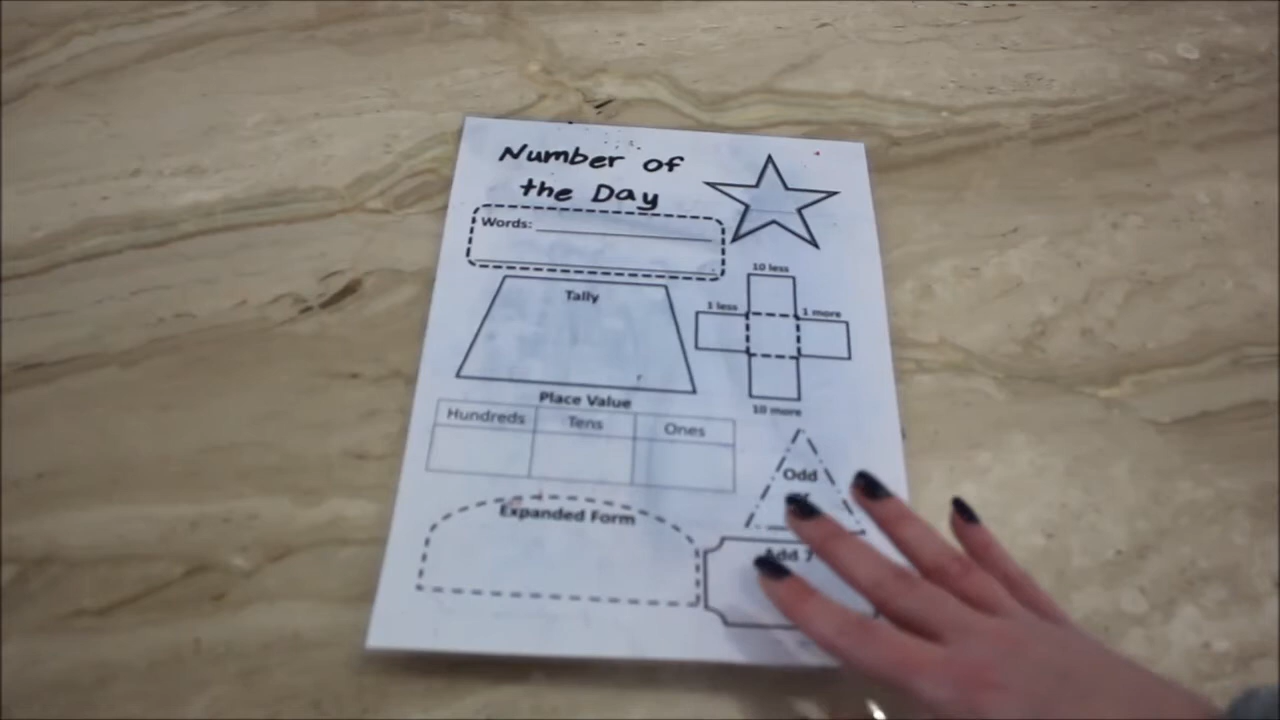 Number of
the Day
Words:
10 less
Tally
1 less
1 more
10 more
Place Value
Hundreds Tens Ones
Odd
Expanded Form
Add